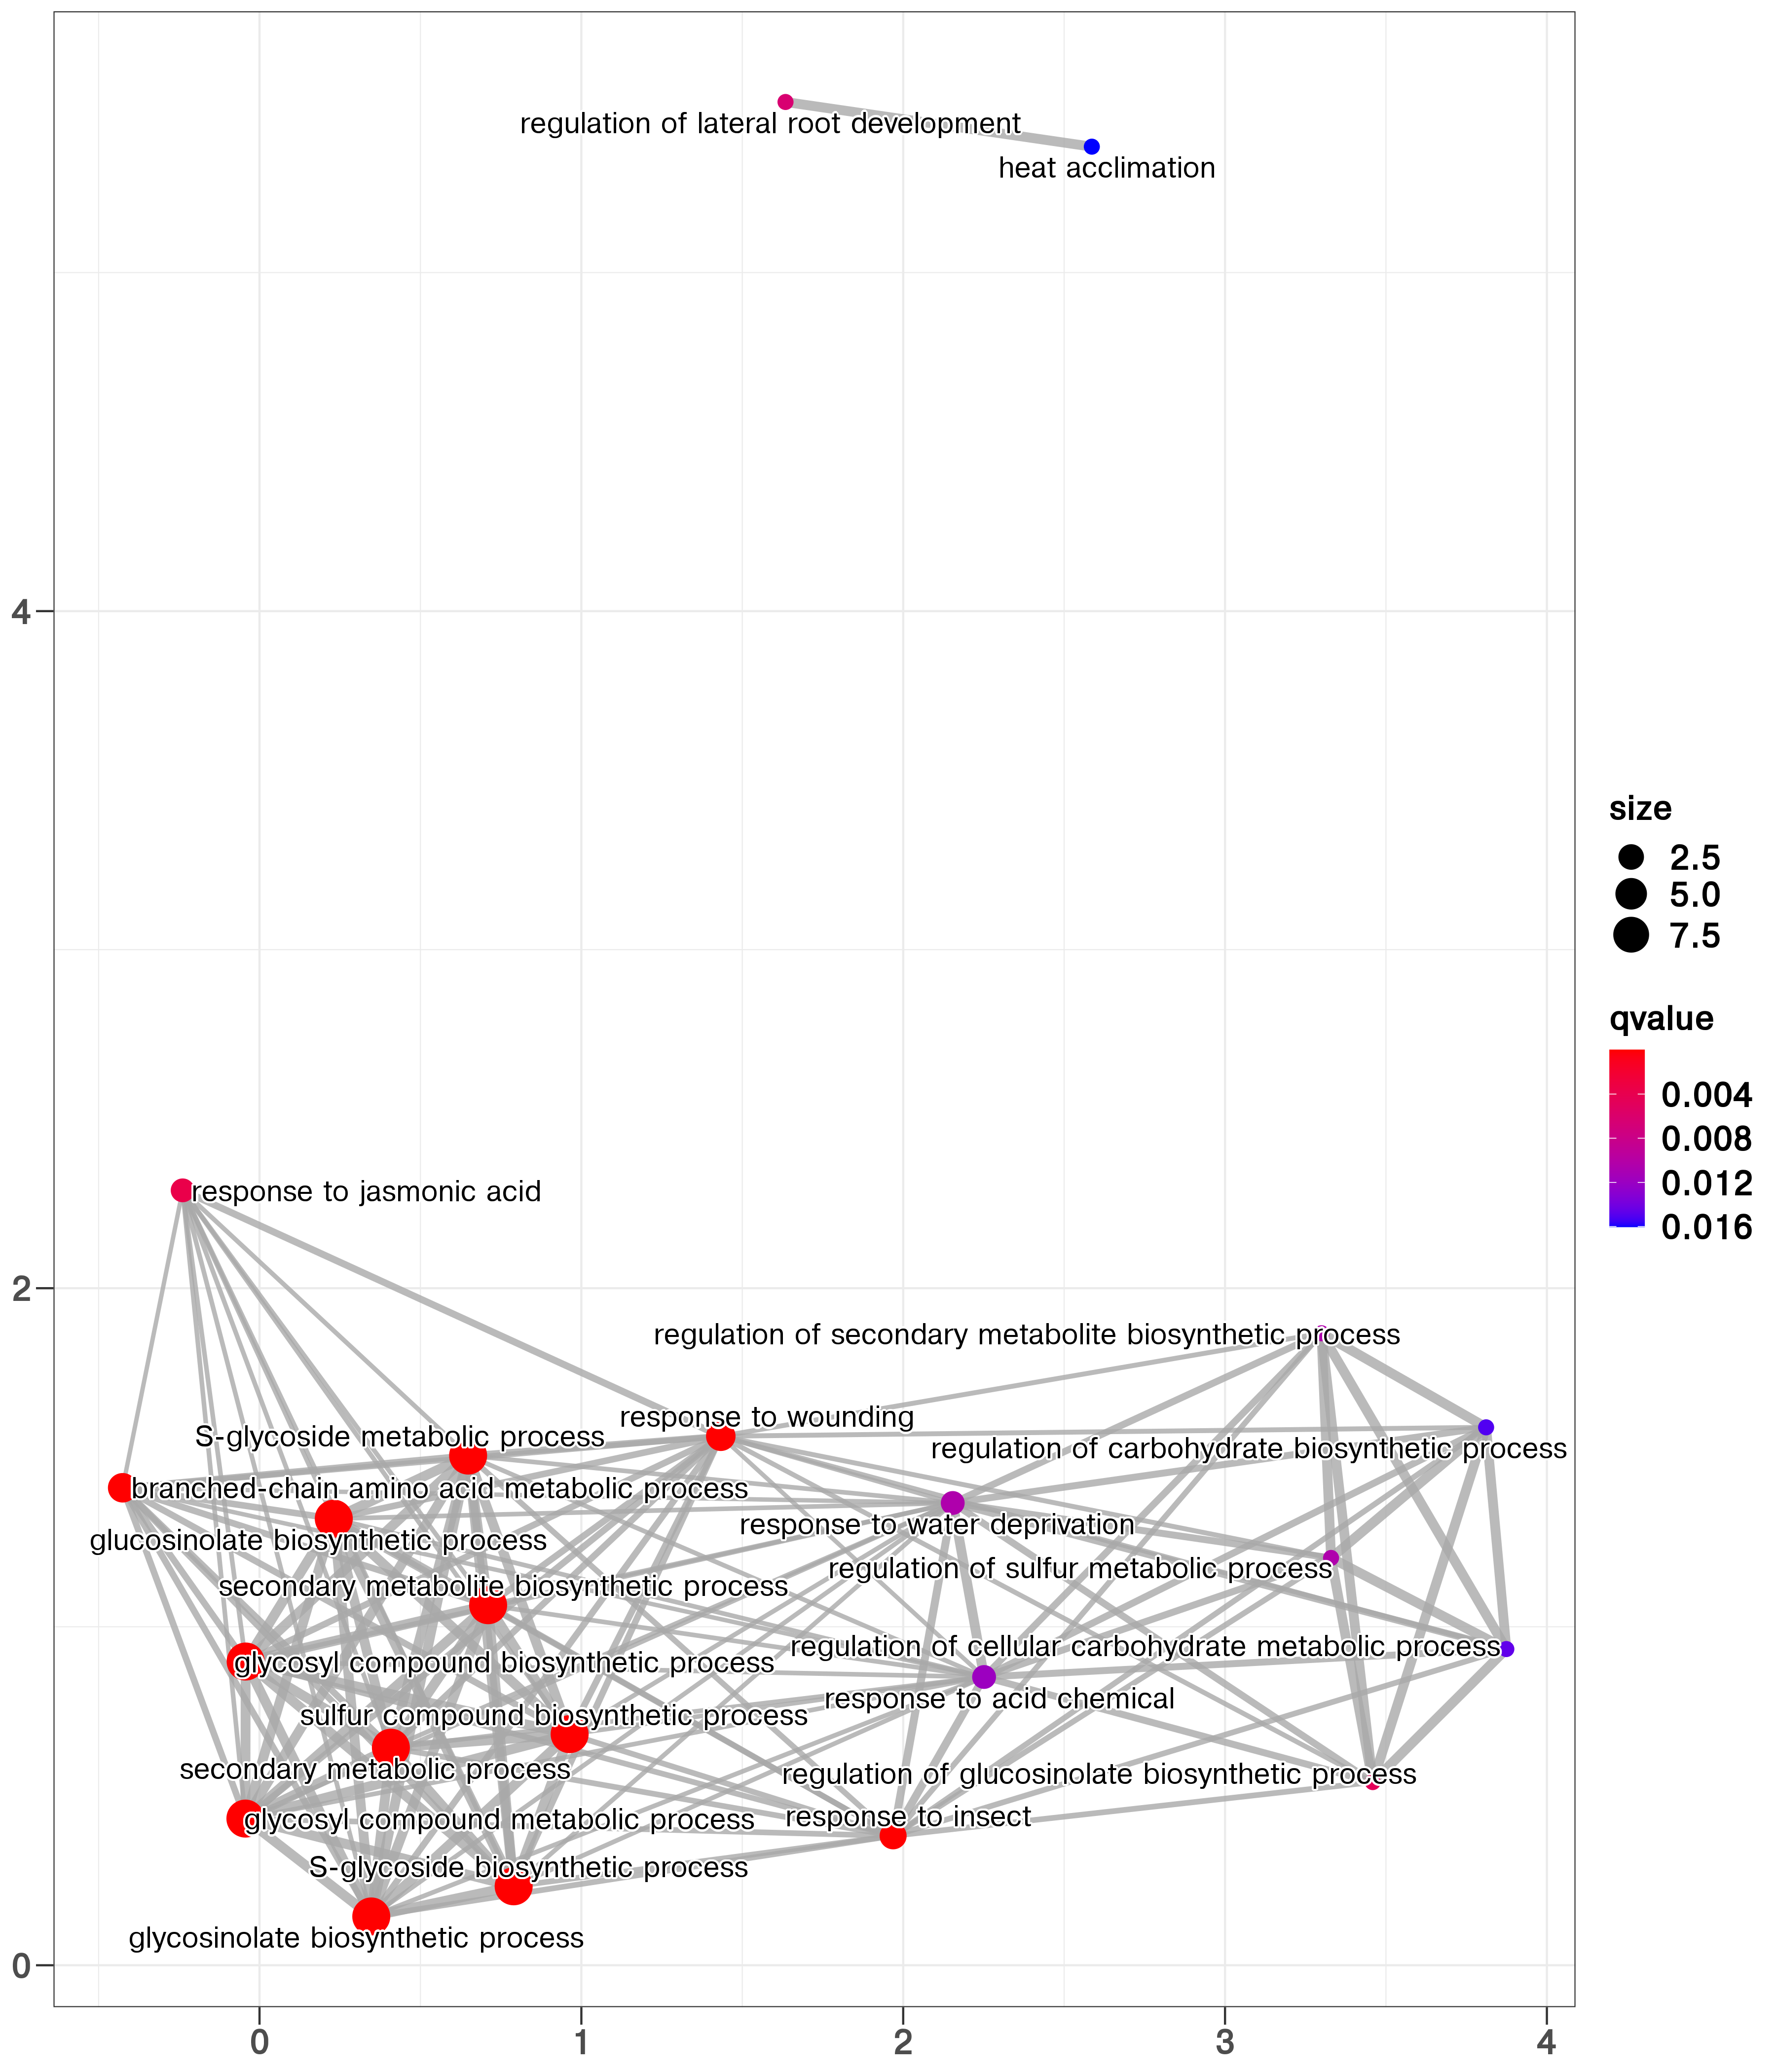 regulation of lateral root development
heat acclimation
4
size
2.5
5.0
7.5
qvalue
0.004
0.008
0.012
0.016
response to jasmonic acid
2
regulation of secondary metabolite biosynthetic process
response to wounding
S-glycoside metabolic process
regulation of carbohydrate biosynthetic process
branched-chain amino acid metabolic process
response to water deprivation
glucosinolate biosynthetic process
regulation of sulfur metabolic process
secondary metabolite biosynthetic process
regulation of cellular carbohydrate metabolic process
glycosyl compound biosynthetic process
response to acid chemical
sulfur compound biosynthetic process
secondary metabolic process
regulation of glucosinolate biosynthetic process
response to insect
glycosyl compound metabolic process
S-glycoside biosynthetic process
glycosinolate biosynthetic process
0
0 1 2 3 4